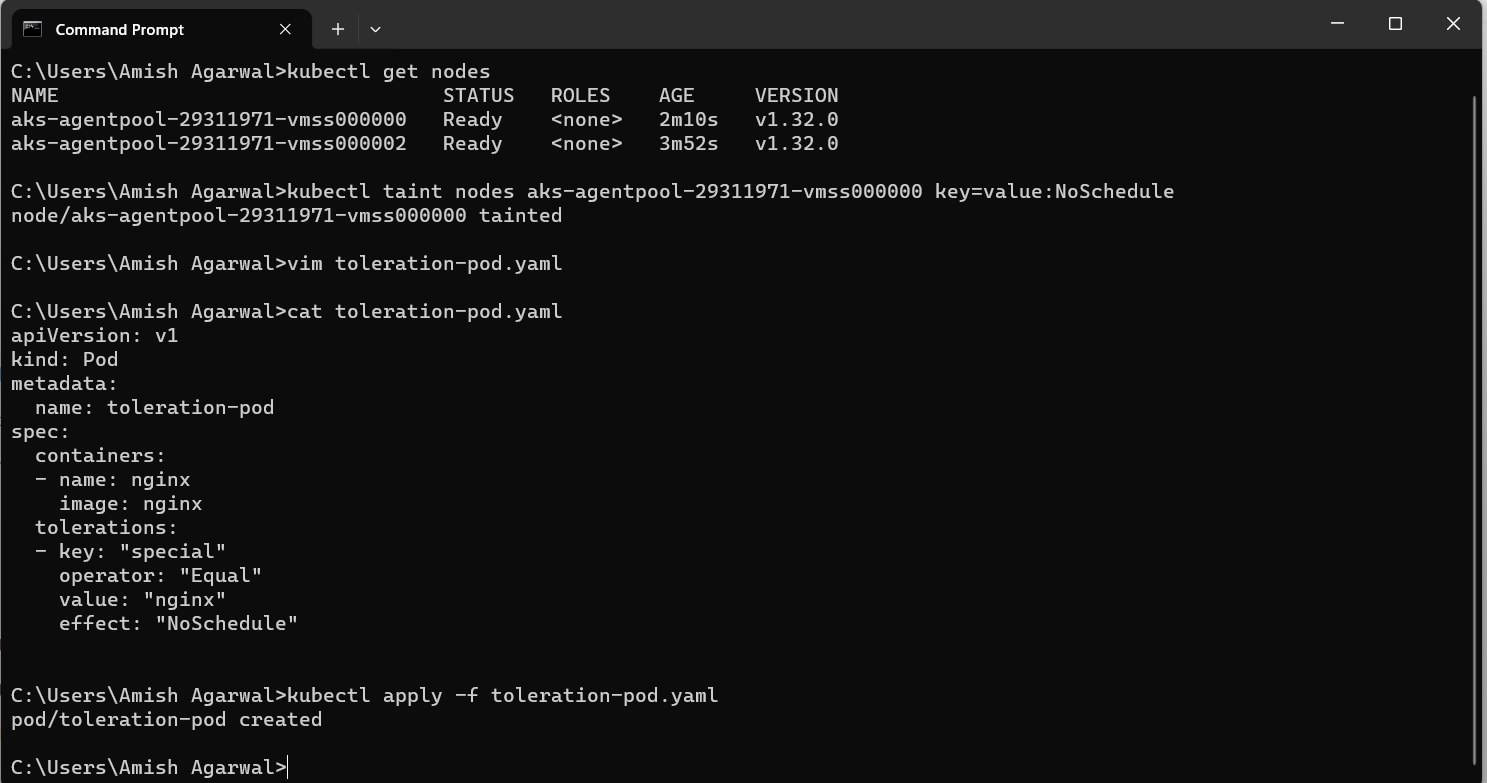 Command Prompt
C:\Users\Amish Agarwal>kubectl get nodes
NAME                                STATUS   ROLES    AGE     VERSION
aks-agentpool-29311971-vmss000000   Ready    <none>   2m10s   v1.32.0
aks-agentpool-29311971-vmss000002   Ready    <none>   3m52s   v1.32.0
C:\Users\Amish Agarwal>kubectl taint nodes aks-agentpool-29311971-vmss000000 key=value:NoSchedule
node/aks-agentpool-29311971-vmss000000 tainted
C:\Users\Amish Agarwal>vim toleration-pod.yaml
C:\Users\Amish Agarwal>cat toleration-pod.yaml
apiVersion: v1
kind: Pod
metadata:
  name: toleration-pod
spec:
  containers:
  - name: nginx
    image: nginx
  tolerations:
  - key: "special"
    operator: "Equal"
    value: "nginx"
    effect: "NoSchedule"
C:\Users\Amish Agarwal>kubectl apply -f toleration-pod.yaml
pod/toleration-pod created
C:\Users\Amish Agarwal>